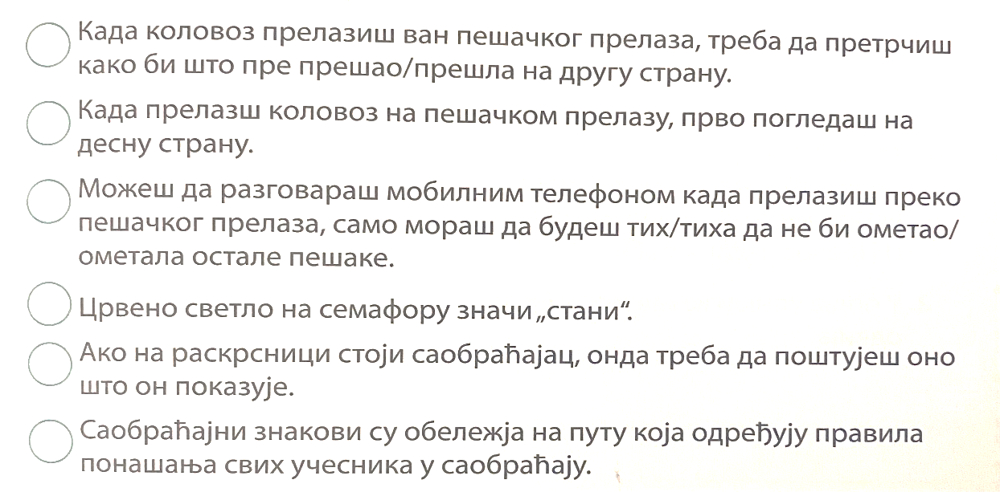 Када коловоз прелазиш ван пешачког прелаза, треба да претрчиш
како би што пре прешао/прешла на другу страну.
Када прелазш коловоз на пешачком прелазу, прво погледаш на
десну страну.
Можеш да разговараш мобилним телефоном када прелазиш преко
пешачког прелаза, само мораш да будеш тих/тиха да не би ометао/
ометала остале пешаке.
Црвено светло на семафору значи „стани“.
Ако на раскрсници стоји саобраћајац, онда треба да поштујеш оно
што он показује.
Саобраћајни знакови су обележја на путу која одређују правила
понашања свих учесника у саобраћају.